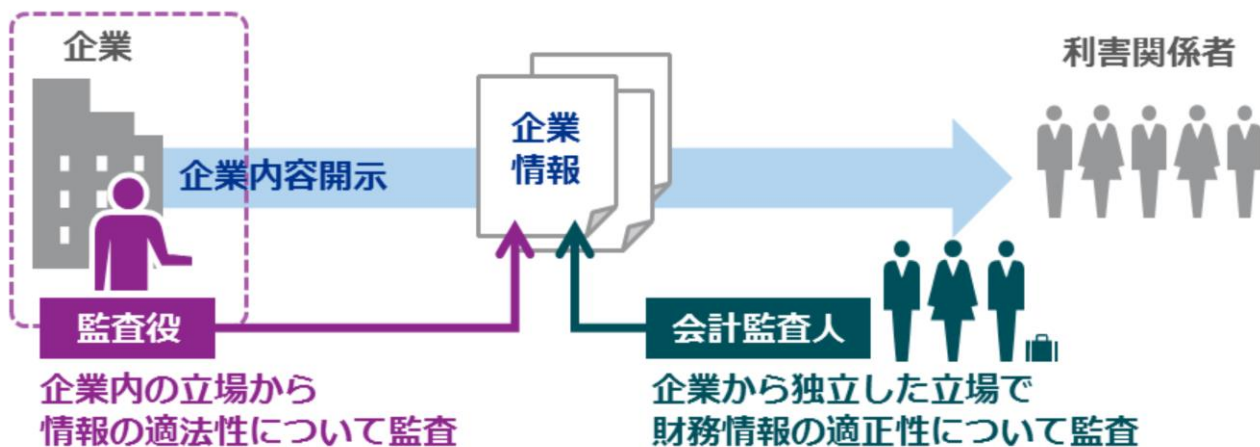 企業
利害関係者
企業
情報
企業内容開示
監査役
会計監査人
企業内の立場から
情報の適法性について監査
企業から独立した立場で
財務情報の適正性について監査